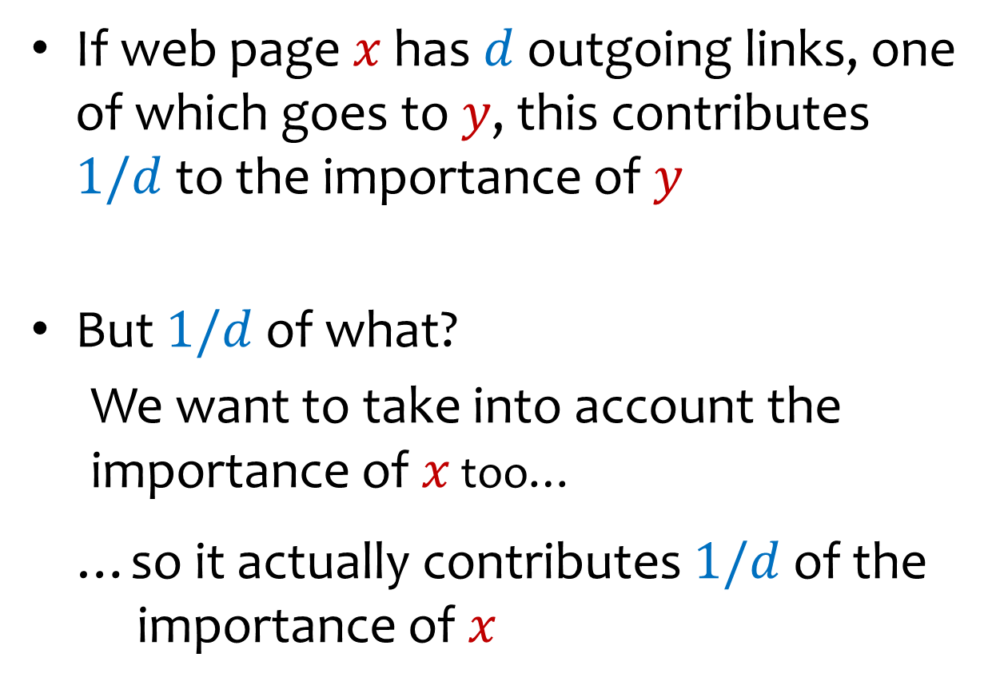 • If web page x has d outgoing links, one
of which goes to y, this contributes
1/d to the importance of y
• But 1/d of what?
We want to take into account the
importance of x too…
… so it actually contributes 1/d of the
importance of x